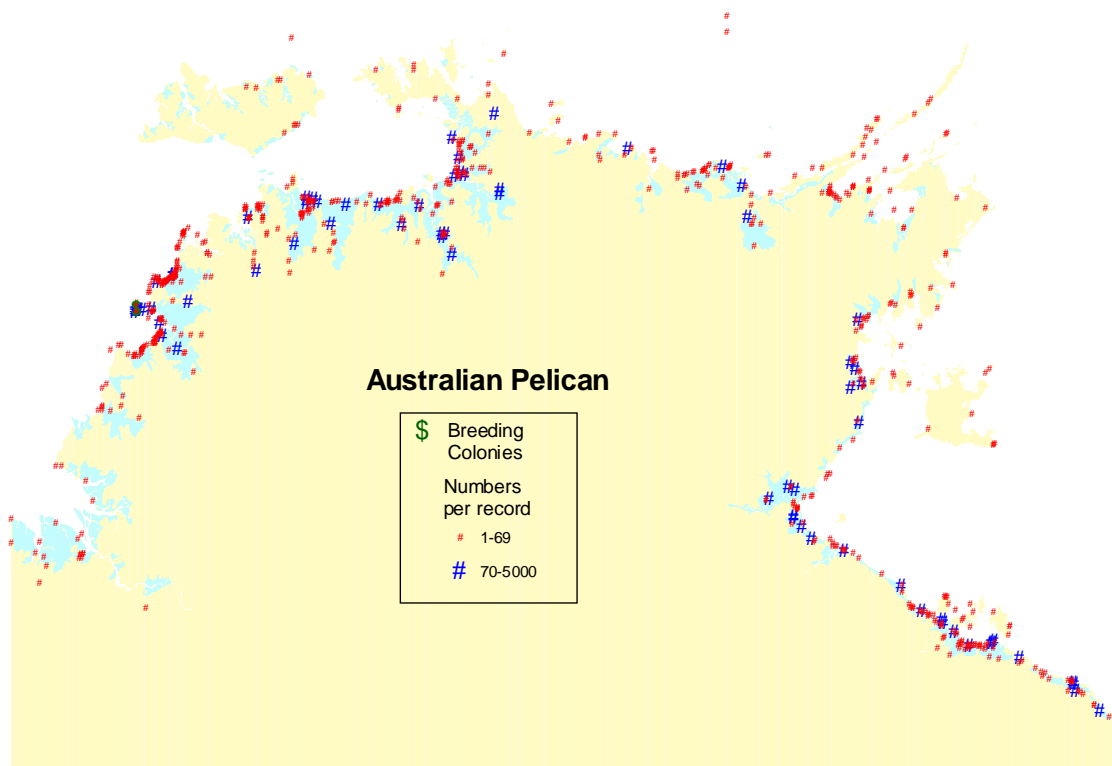 Australian Pelican
$ Breeding
Colonies
Numbers
per record
# 1-69
# 70-5000